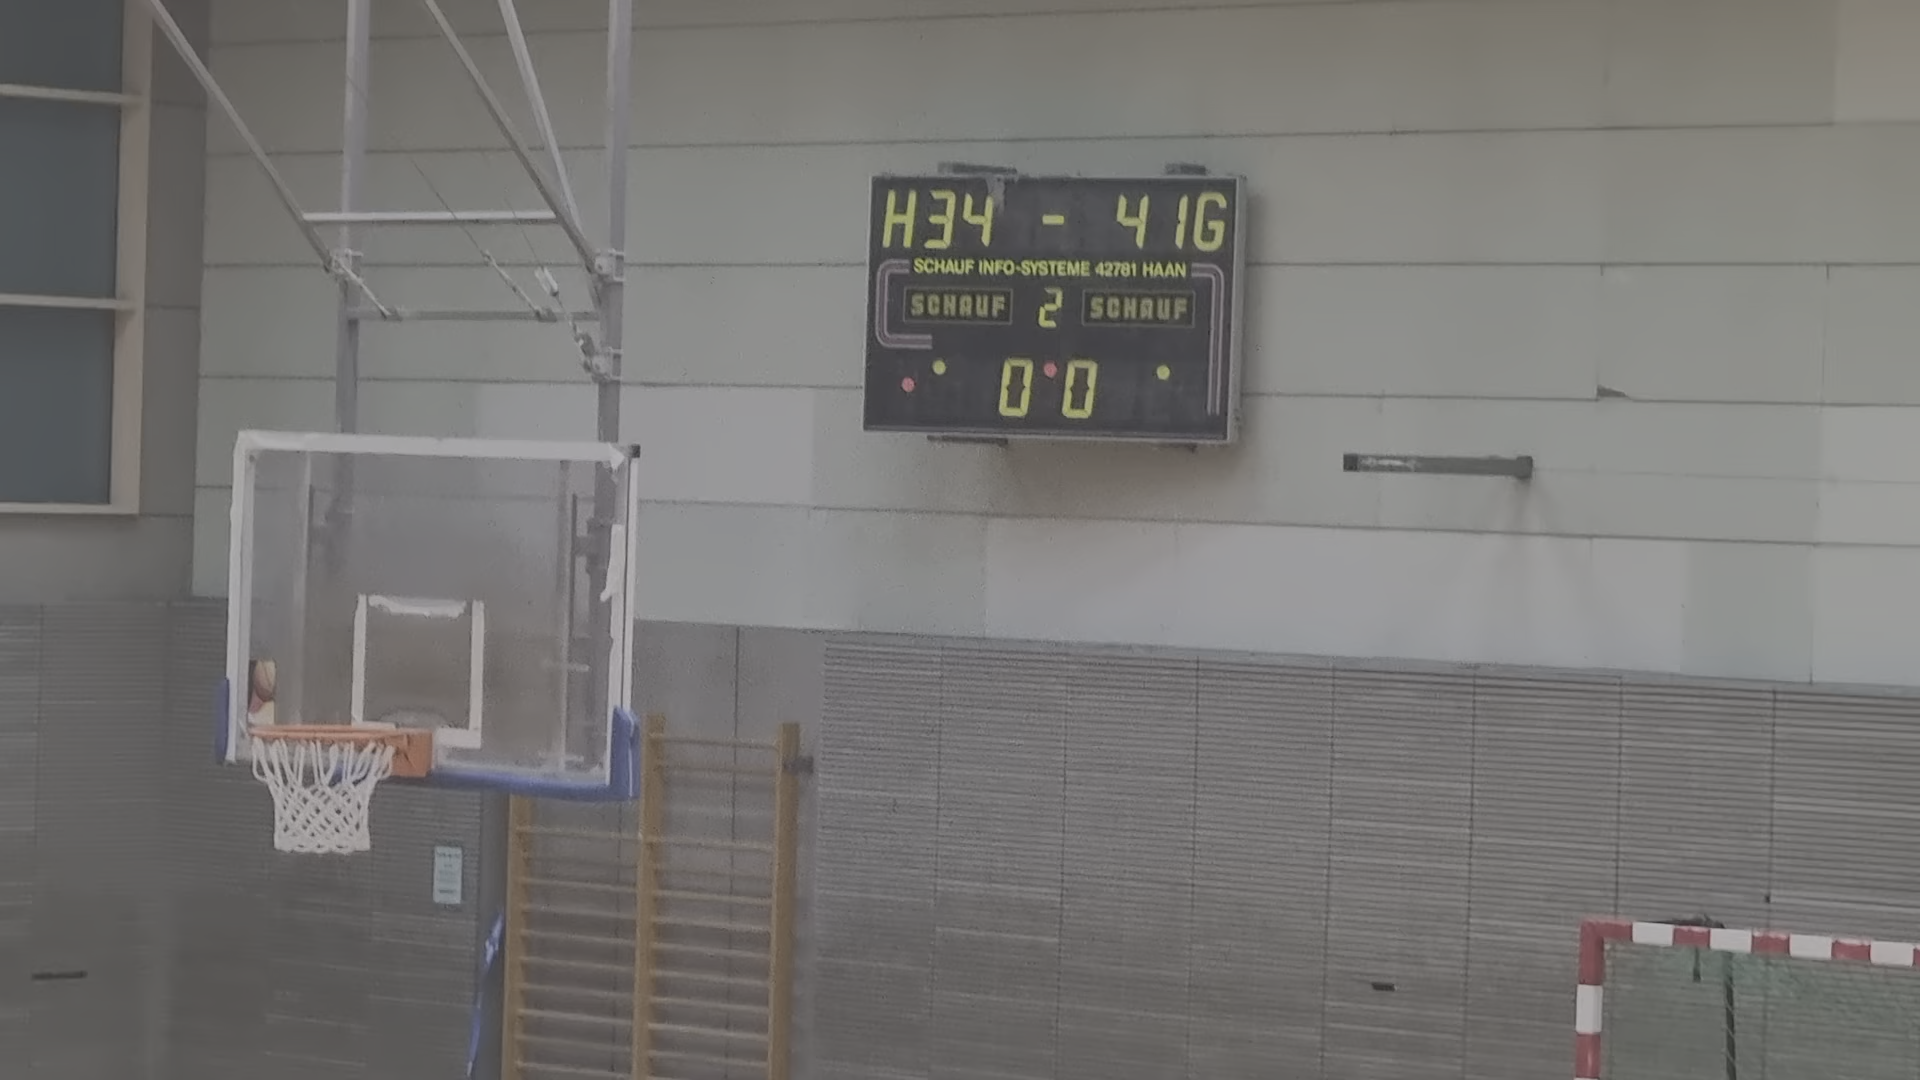 H34 - 41G
SCHAUF INFO-SYSTEME 42781 HAAN
SCHAUF 2 SCHAUF
0 0